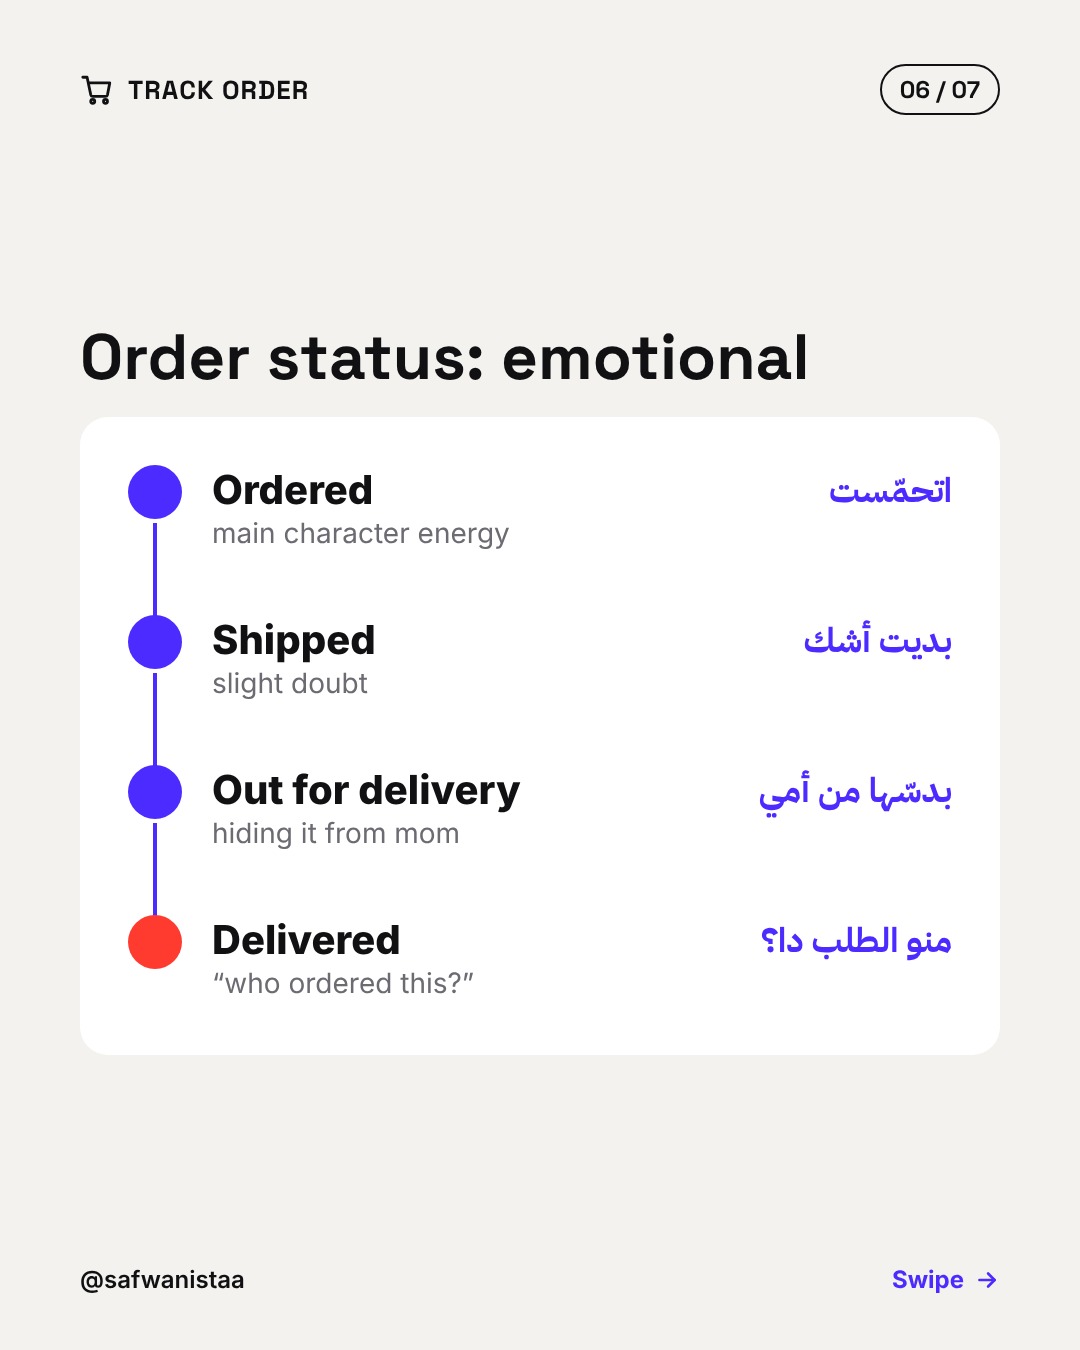 TRACK ORDER
06 / 07
Order status: emotional
Ordered
اتحمّست
main character energy
Shipped
بديت أشك
slight doubt
Out for delivery
بدسّها من أمي
hiding it from mom
Delivered
منو الطلب دا؟
“who ordered this?”
@safwanistaa
Swipe →